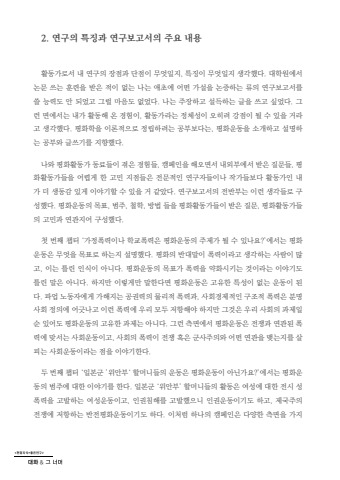 2. 연구의 특징과 연구보고서의 주요 내용
활동가로서 내 연구의 장점과 단점이 무엇일지, 특징이 무엇일지 생각했다. 대학원에서
논문 쓰는 훈련을 받은 적이 없는 나는 애초에 어떤 가설을 논증하는 류의 연구보고서를
쓸 능력도 안 되었고 그럴 마음도 없었다. 나는 주장하고 설득하는 글을 쓰고 싶었다. 그
런 면에서는 내가 활동해 온 경험이, 활동가라는 정체성이 오히려 강점이 될 수 있을 거라
고 생각했다. 평화학을 이론적으로 정립하려는 공부보다는, 평화운동을 소개하고 설명하
는 공부와 글쓰기를 지향했다.
나와 평화활동가 동료들이 겪은 경험들, 캠페인을 해오면서 내외부에서 받은 질문들, 평
화활동가들을 어렵게 한 고민 지점들은 전문적인 연구자들이나 작가들보다 활동가인 내
가 더 생동감 있게 이야기할 수 있을 거 같았다. 연구보고서의 전반부는 이런 생각들로 구
성했다. 평화운동의 목표, 범주, 철학, 방법 들을 평화활동가들이 받은 질문, 평화활동가들
의 고민과 연관지어 구성했다.
첫 번째 챕터 '가정폭력이나 학교폭력은 평화운동의 주제가 될 수 있나요?'에서는 평화
운동은 무엇을 목표로 하는지 설명했다. 평화의 반대말이 폭력이라고 생각하는 사람이 많
고, 이는 틀린 인식이 아니다. 평화운동의 목표가 폭력을 약화시키는 것이라는 이야기도
틀린 말은 아니다. 하지만 이렇게만 말한다면 평화운동은 고유한 특성이 없는 운동이 된
다. 파업 노동자에게 가해지는 공권력의 물리적 폭력과, 사회경제적인 구조적 폭력은 분명
사회 정의에 어긋나고 이런 폭력에 우리 모두 저항해야 하지만 그것은 우리 사회의 과제일
순 있어도 평화운동의 고유한 과제는 아니다. 그런 측면에서 평화운동은 전쟁과 연관된 폭
력에 맞서는 사회운동이고, 사회의 폭력이 전쟁 혹은 군사주의와 어떤 연관을 맺는지를 살
피는 사회운동이라는 점을 이야기한다.
두 번째 챕터 '일본군 '위안부' 할머니들의 운동은 평화운동이 아닌가요?'에서는 평화운
동의 범주에 대한 이야기를 한다. 일본군 '위안부' 할머니들의 활동은 여성에 대한 전시 성
폭력을 고발하는 여성운동이고, 인권침해를 고발했으니 인권운동이기도 하고, 제국주의
전쟁에 저항하는 반전평화운동이기도 하다. 이처럼 하나의 캠페인은 다양한 측면을 가지
대화 & 그 너머